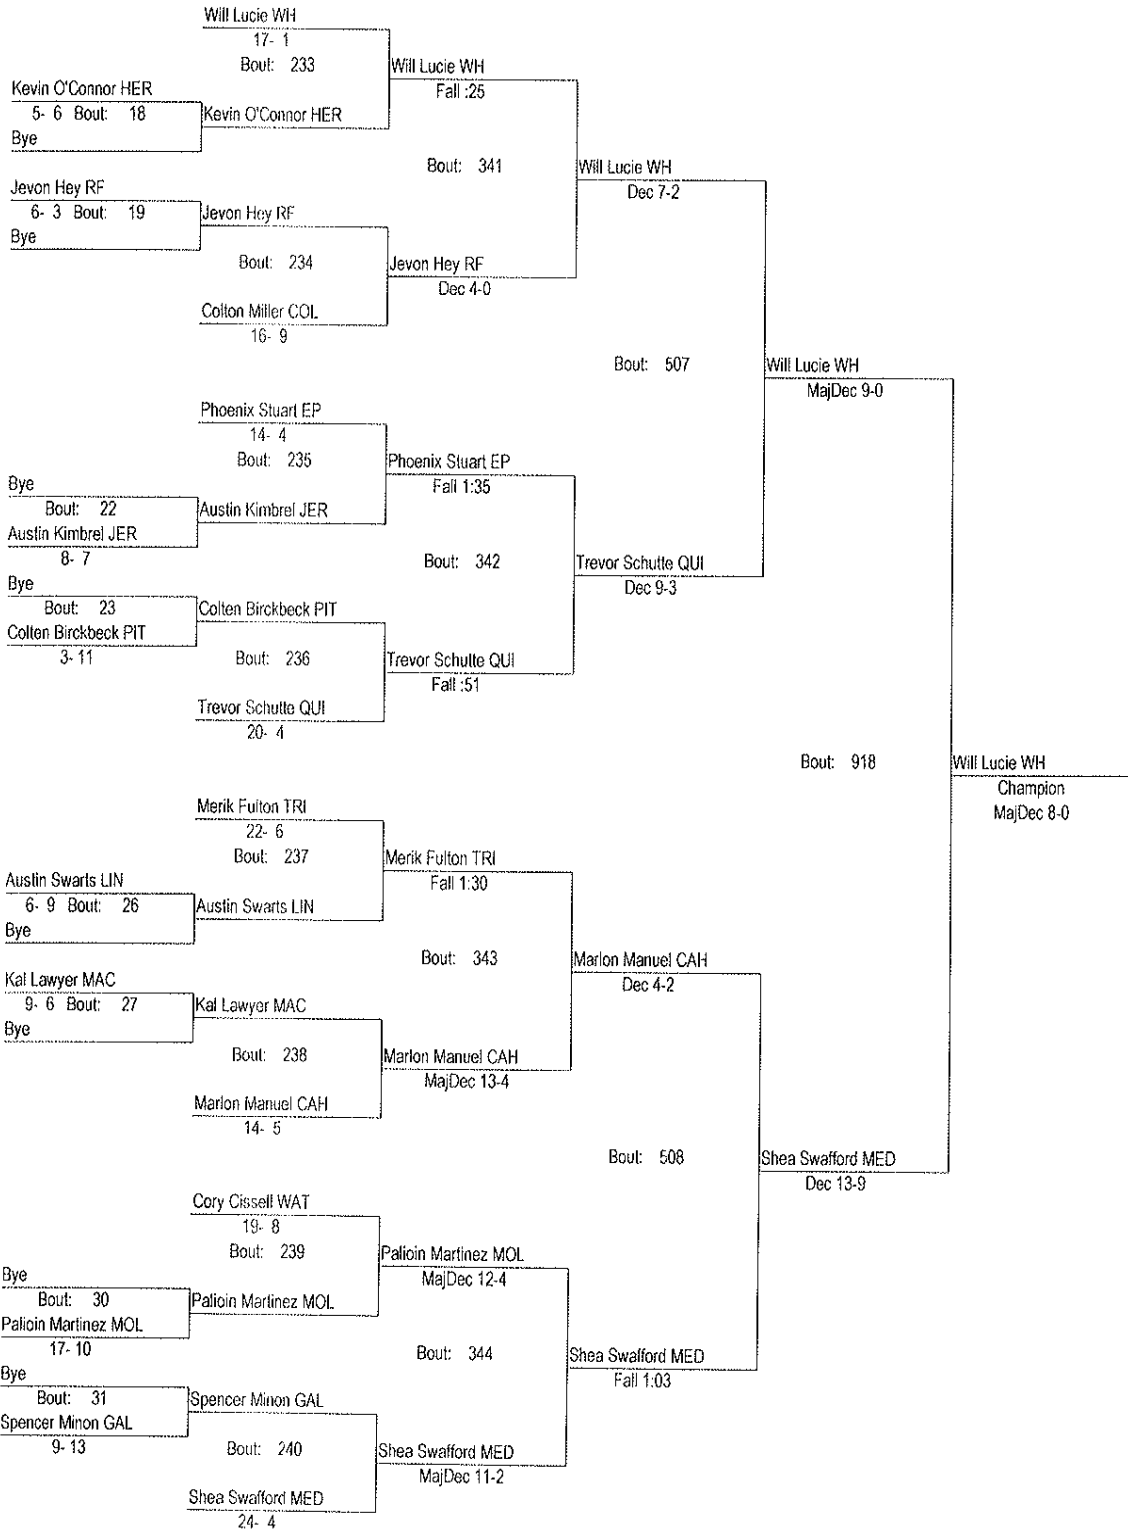 Will Lucie WH
17- 1
Bout: 233
Will Lucie WH
Fall :25
Kevin O'Connor HER
5- 6 Bout: 18
Kevin O'Connor HER
Bye
Bout: 341
Will Lucie WH
Dec 7-2
Jevon Hey RF
6- 3 Bout: 19
Jevon Hey RF
Bye
Bout: 234
Jevon Hey RF
Dec 4-0
Colton Miller COL
16- 9
Bout: 507
Will Lucie WH
MajDec 9-0
Phoenix Stuart EP
14- 4
Bout: 235
Phoenix Stuart EP
Fall 1:35
Bye
Bout: 22
Austin Kimbrel JER
Austin Kimbrel JER
8- 7
Bout: 342
Trevor Schutte QUI
Dec 9-3
Bye
Bout: 23
Colten Birckbeck PIT
Colten Birckbeck PIT
3- 11
Bout: 236
Trevor Schutte QUI
Fall :51
Trevor Schutte QUI
20- 4
Bout: 918
Will Lucie WH
Champion
MajDec 8-0
Merik Fulton TRI
22- 6
Bout: 237
Merik Fulton TRI
Fall 1:30
Austin Swarts LIN
6- 9 Bout: 26
Austin Swarts LIN
Bye
Bout: 343
Marlon Manuel CAH
Dec 4-2
Kal Lawyer MAC
9- 6 Bout: 27
Kal Lawyer MAC
Bye
Bout: 238
Marlon Manuel CAH
MajDec 13-4
Marlon Manuel CAH
14- 5
Bout: 508
Shea Swafford MED
Dec 13-9
Cory Cissell WAT
19- 8
Bout: 239
Palioin Martinez MOL
MajDec 12-4
Bye
Bout: 30
Palioin Martinez MOL
Palioin Martinez MOL
17- 10
Bout: 344
Shea Swafford MED
Fall 1:03
Bye
Bout: 31
Spencer Minon GAL
Spencer Minon GAL
9- 13
Bout: 240
Shea Swafford MED
MajDec 11-2
Shea Swafford MED
24- 4